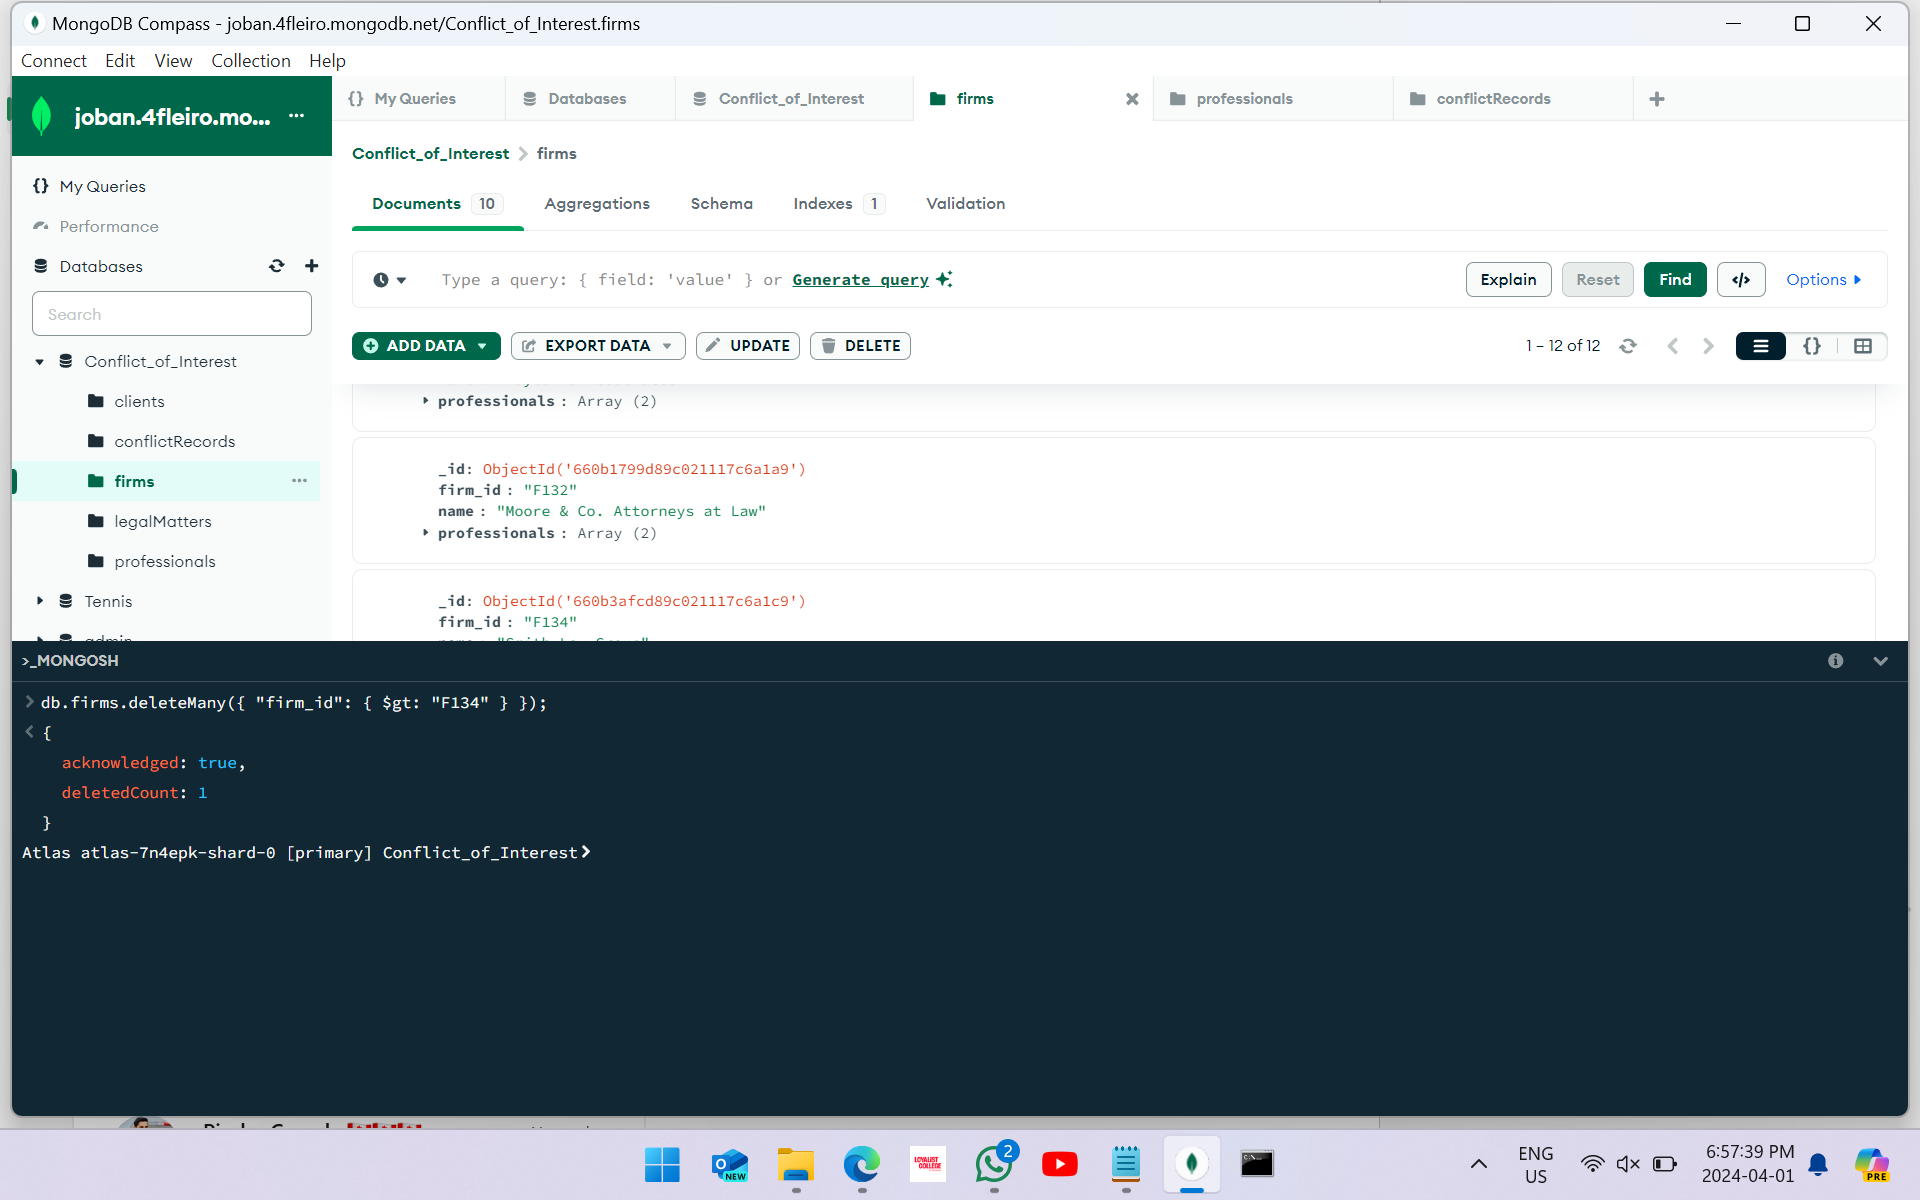 MongoDB Compass - joban.4fleiro.mongodb.net/Conflict_of_Interest.firms
Connect Edit View Collection Help
joban.4fleiro.mo... ...
My Queries
Databases
Conflict_of_Interest
firms
professionals
conflictRecords
Conflict_of_Interest > firms
{} My Queries
Performance
Databases
Search
Conflict_of_Interest
clients
conflictRecords
firms ...
legalMatters
professionals
Tennis
admin
Documents 10
Aggregations
Schema
Indexes 1
Validation
Type a query: { field: 'value' } or Generate query
Explain
Reset
Find
</>
Options
ADD DATA
EXPORT DATA
UPDATE
DELETE
1 – 12 of 12
{}
professionals : Array (2)
_id: ObjectId('660b1799d89c021117c6a1a9')
firm_id : "F132"
name : "Moore & Co. Attorneys at Law"
professionals : Array (2)
_id: ObjectId('660b3afcd89c021117c6a1c9')
firm_id : "F134"
>_MONGOSH
> db.firms.deleteMany({ "firm_id": { $gt: "F134" } });
< {
acknowledged: true,
deletedCount: 1
}
Atlas atlas-7n4epk-shard-0 [primary] Conflict_of_Interest>
NEW
LOYALIST
COLLEGE
2
ENG
US
6:57:39 PM
2024-04-01
PRE